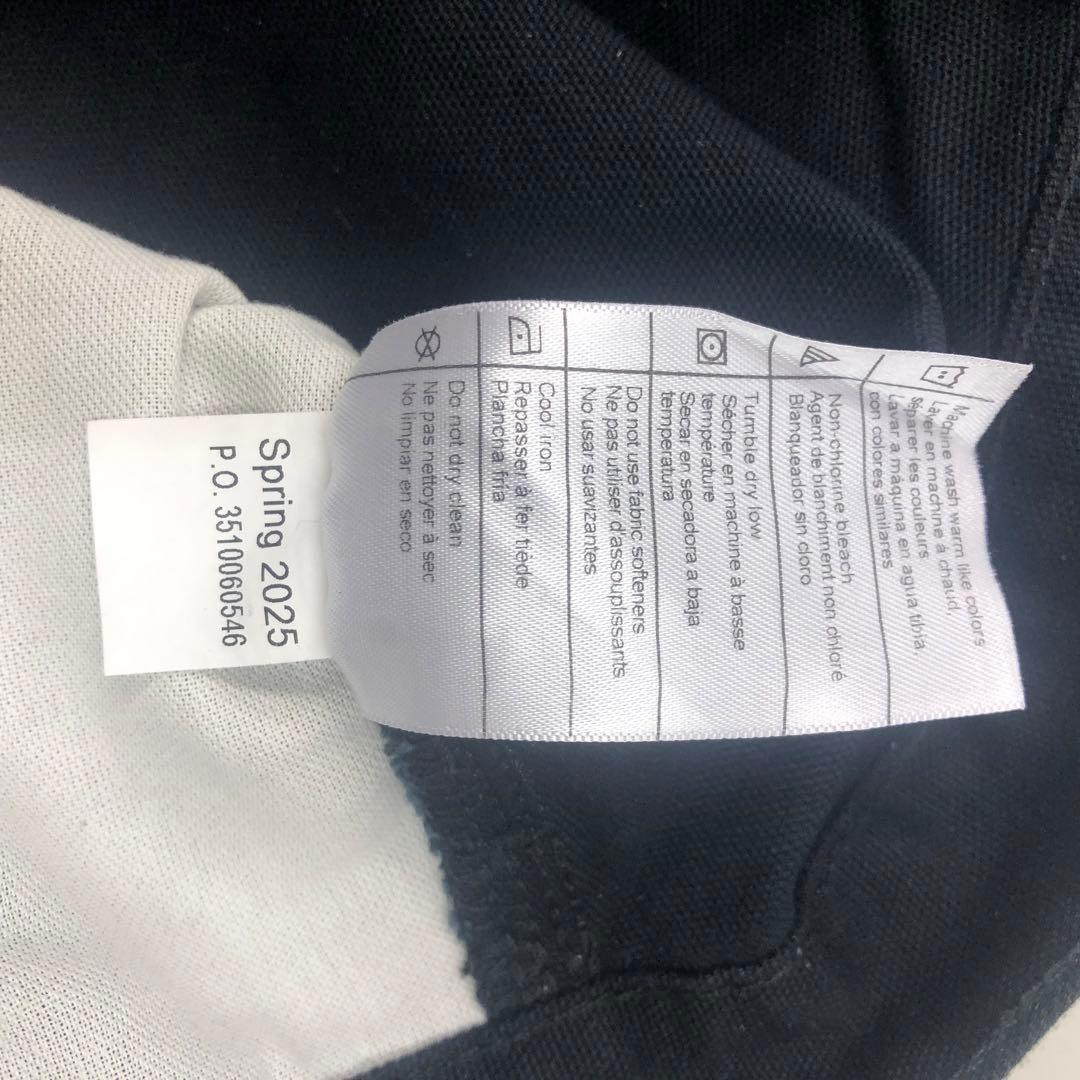 Machine wash warm like colors
Laver en machine à chaud
Séparer les couleurs
Lavar a máquina en agua tibia
con colores similares
Non-chlorine bleach
Agent de blanchiment non chloré
Blanqueador sin cloro
Tumble dry low
Sécher en machine à basse
température
Secar en secadora a baja
temperatura
Do not use fabric softeners
Ne pas utiliser d'assouplissants
No usar suavizantes
Cool iron
Repasser à fer tiède
Plancha fría
Do not dry clean
Ne pas nettoyer à sec
No limpiar en seco
Spring 2025
P.O. 3510060546